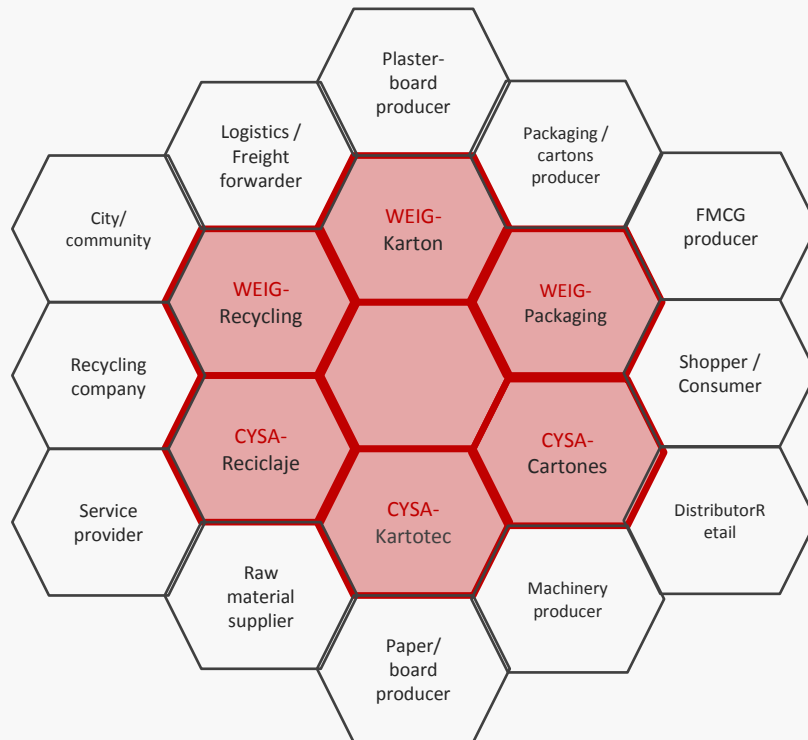 Plaster-
board
producer
Logistics /
Freight
forwarder
Packaging /
cartons
producer
City/
community
WEIG-
Karton
FMCG
producer
WEIG-
Recycling
WEIG-
Packaging
Recycling
company
Shopper /
Consumer
CYSA-
Reciclaje
CYSA-
Cartones
Service
provider
CYSA-
Kartotec
DistributorR
etail
Raw
material
supplier
Machinery
producer
Paper/
board
producer